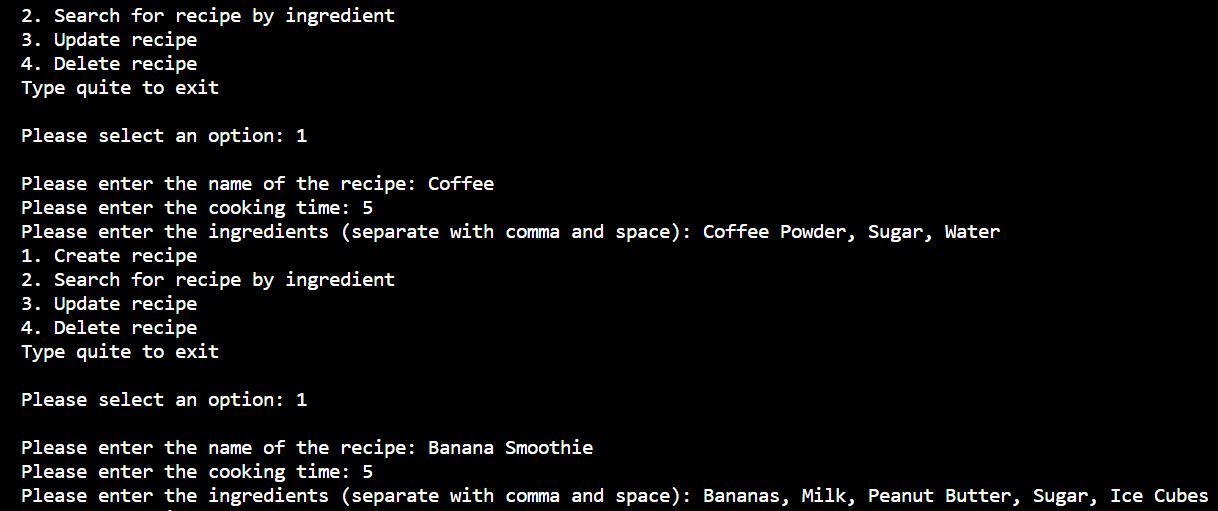 2. Search for recipe by ingredient
3. Update recipe
4. Delete recipe
Type quite to exit
Please select an option: 1
Please enter the name of the recipe: Coffee
Please enter the cooking time: 5
Please enter the ingredients (separate with comma and space): Coffee Powder, Sugar, Water
1. Create recipe
2. Search for recipe by ingredient
3. Update recipe
4. Delete recipe
Type quite to exit
Please select an option: 1
Please enter the name of the recipe: Banana Smoothie
Please enter the cooking time: 5
Please enter the ingredients (separate with comma and space): Bananas, Milk, Peanut Butter, Sugar, Ice Cubes